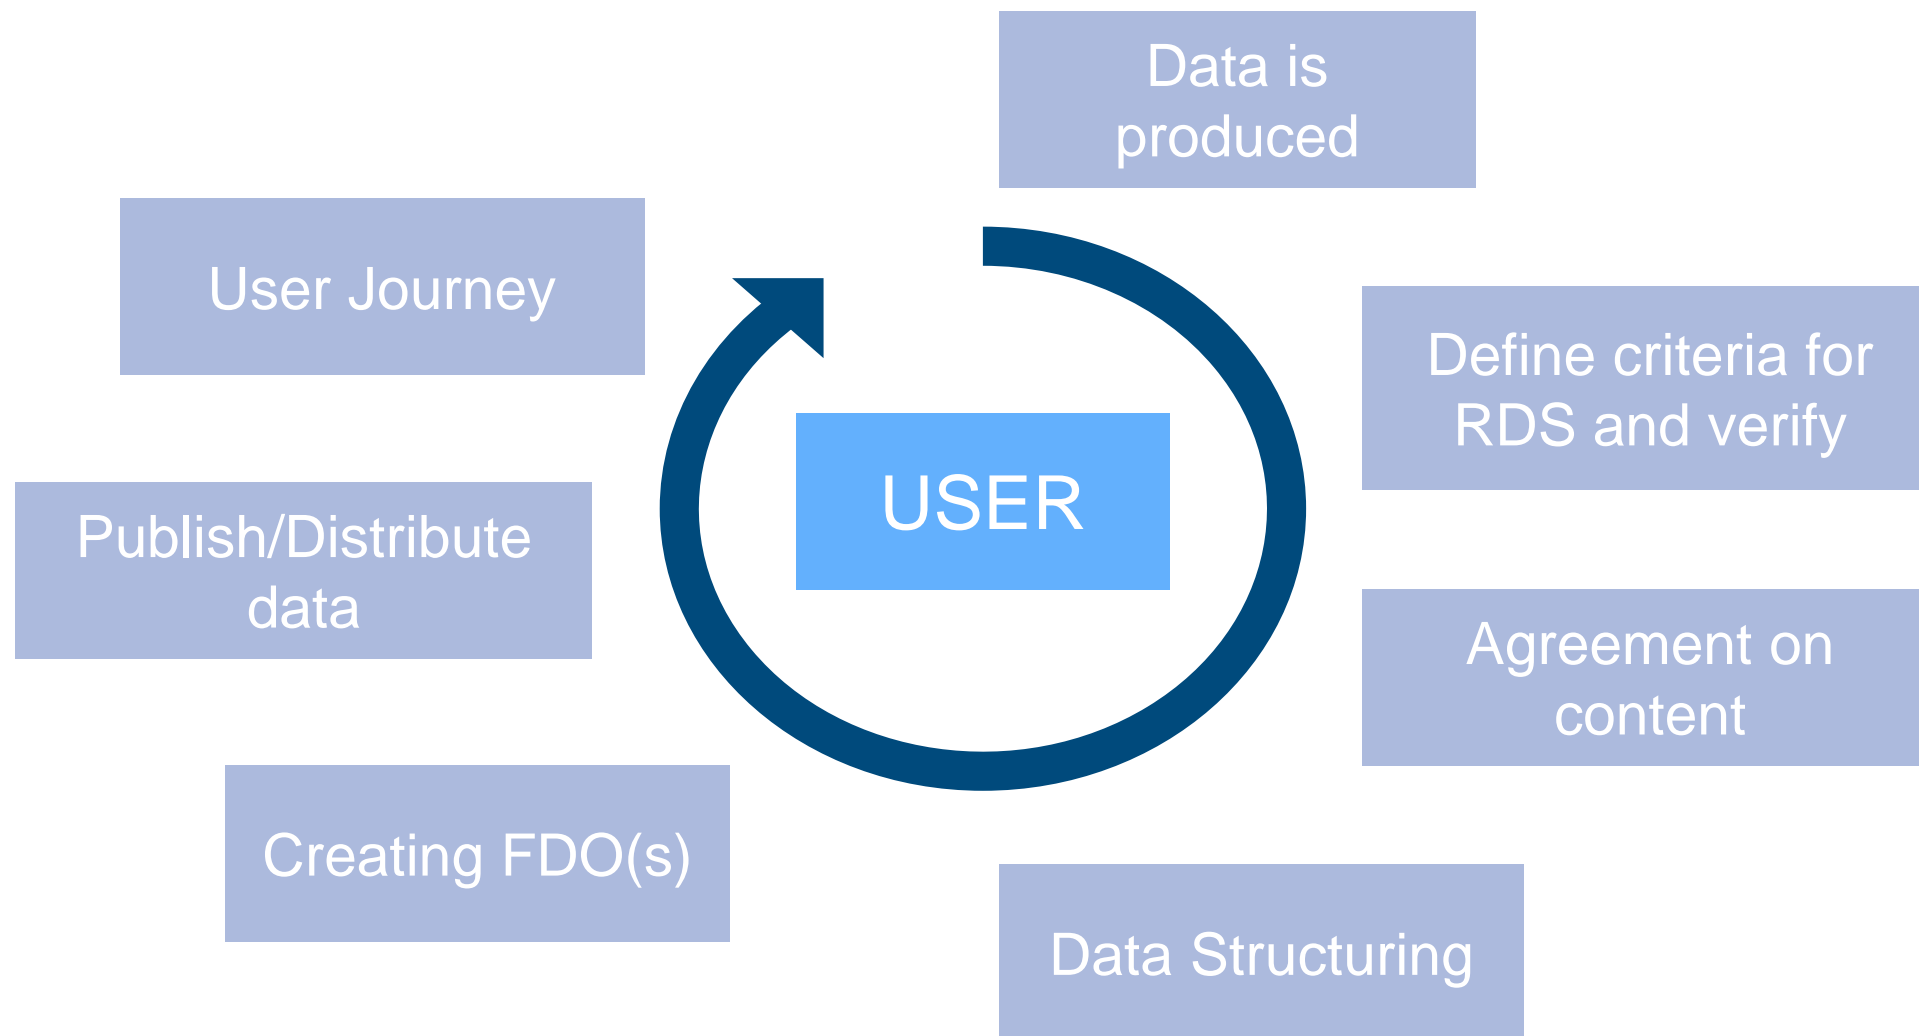 Data is
produced
User Journey
Define criteria for
RDS and verify
USER
Publish/Distribute
data
Agreement on
content
Creating FDO(s)
Data Structuring